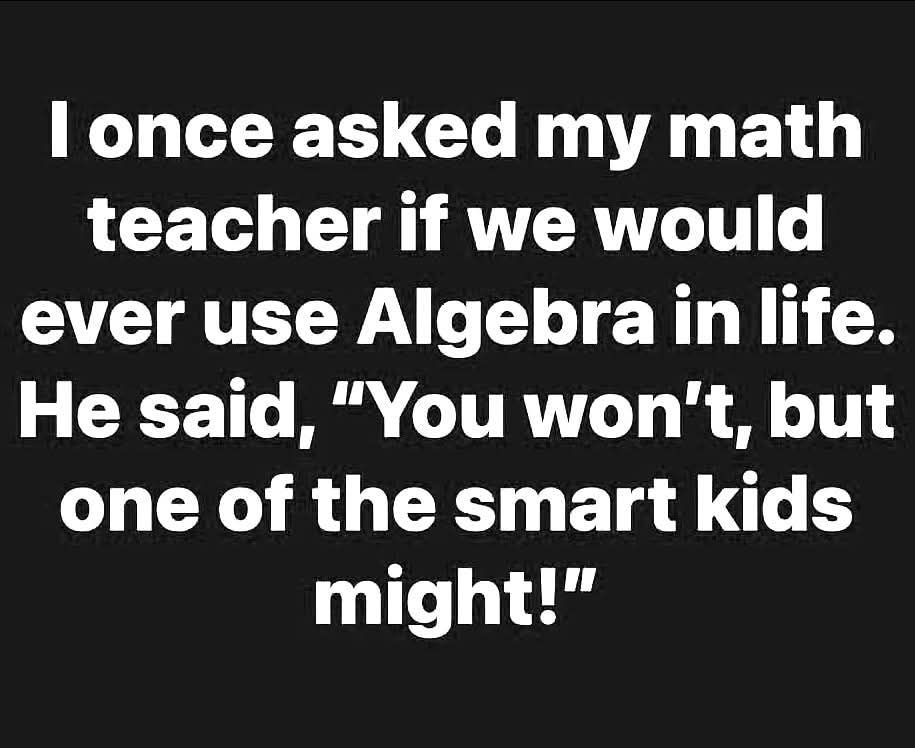 I once asked my math
teacher if we would
ever use Algebra in life.
He said, "You won't, but
one of the smart kids
might!"